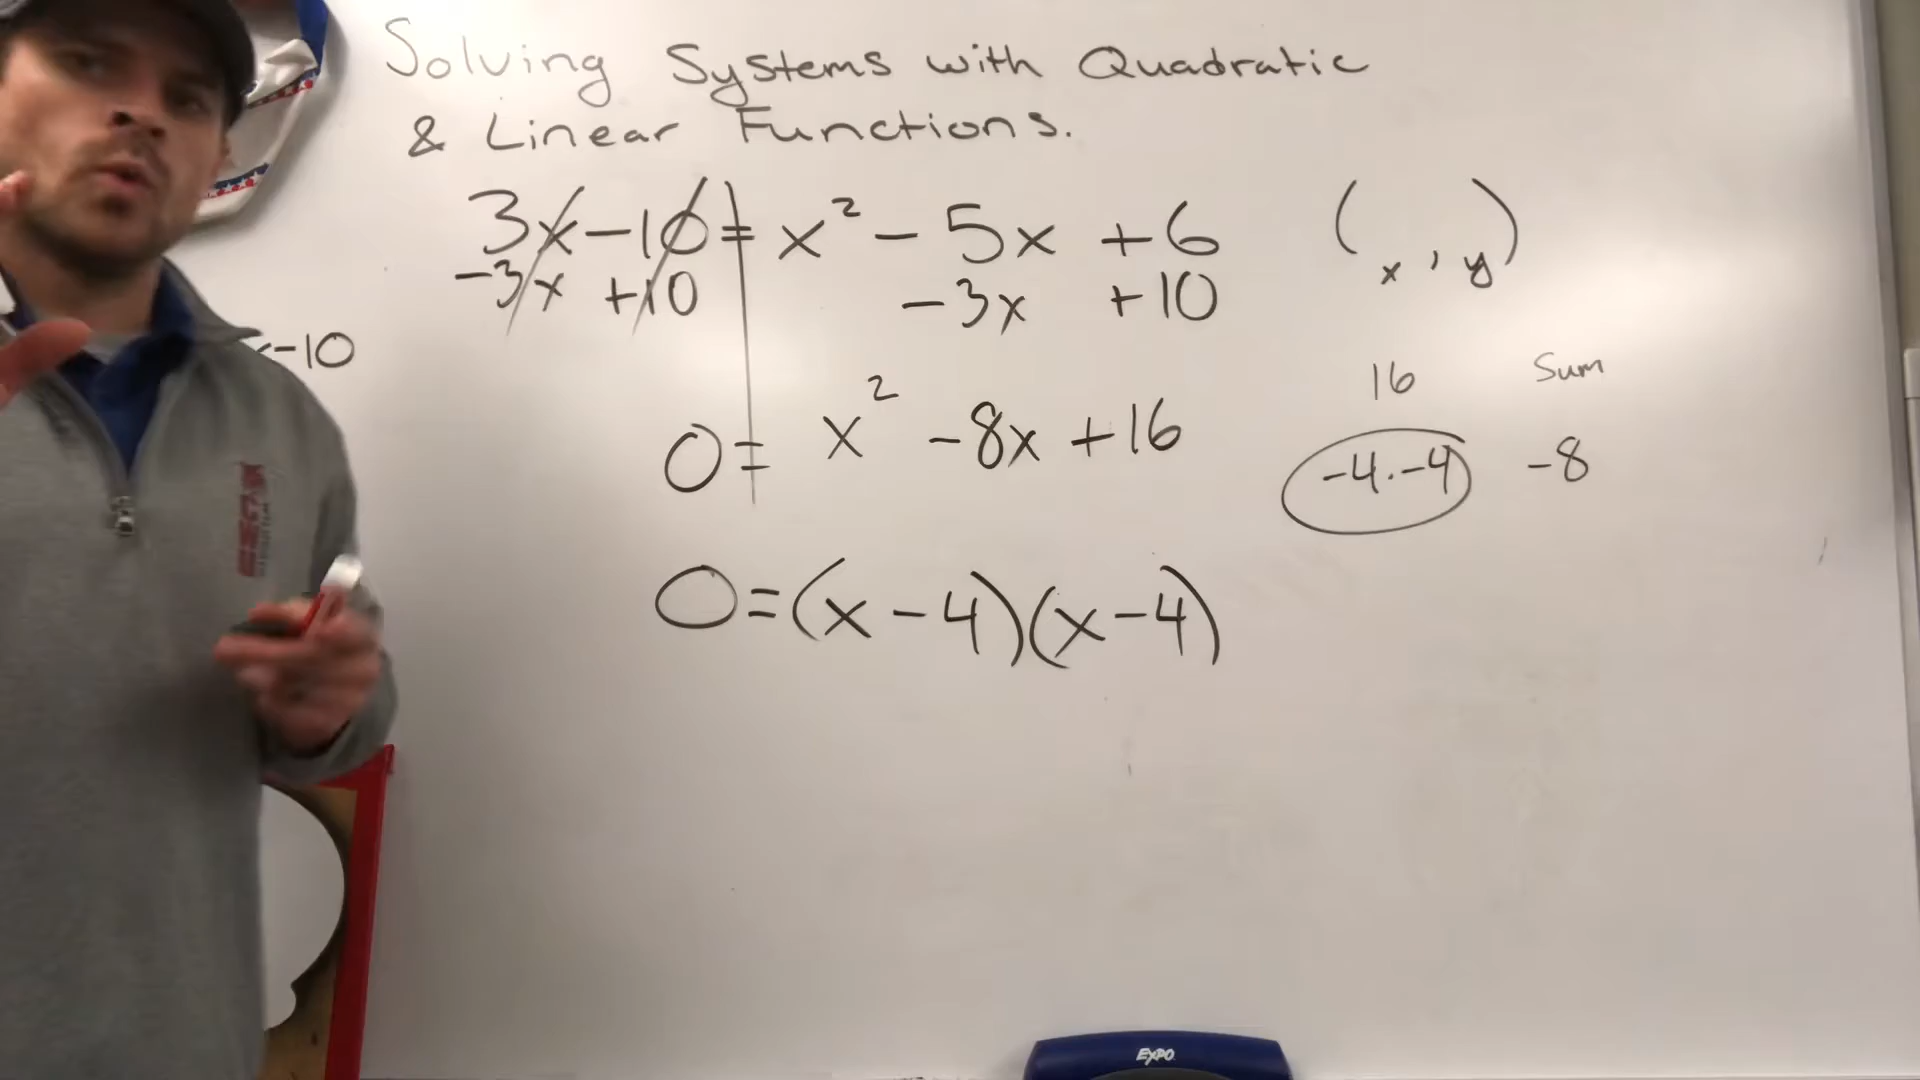 Solving Systems with Quadratic
& Linear Functions.
3x - 10 = x² - 5x + 6
-3x +10 -3x +10
( x , y )
-10
16 Sum
0 = x² - 8x + 16
-4 · -4 -8
0 = (x - 4)(x - 4)
EXPO